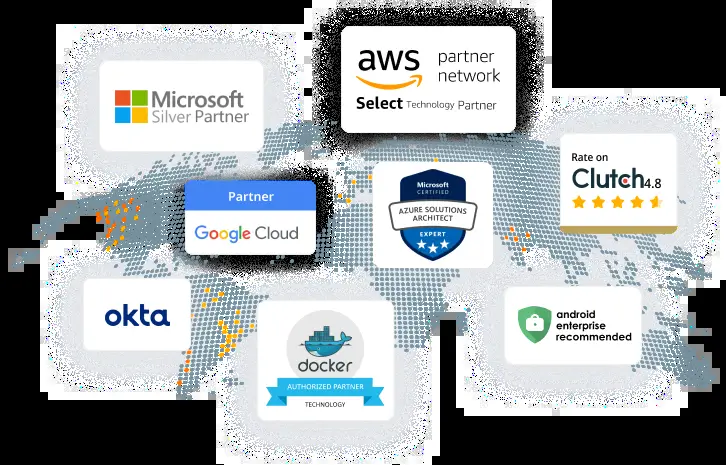 Microsoft
Silver Partner
aws partner
network
Select Technology Partner
Rate on
Clutch 4.8
Partner
Google Cloud
Microsoft
CERTIFIED
AZURE SOLUTIONS
ARCHITECT
EXPERT
okta
docker
AUTHORIZED PARTNER
TECHNOLOGY
android
enterprise
recommended